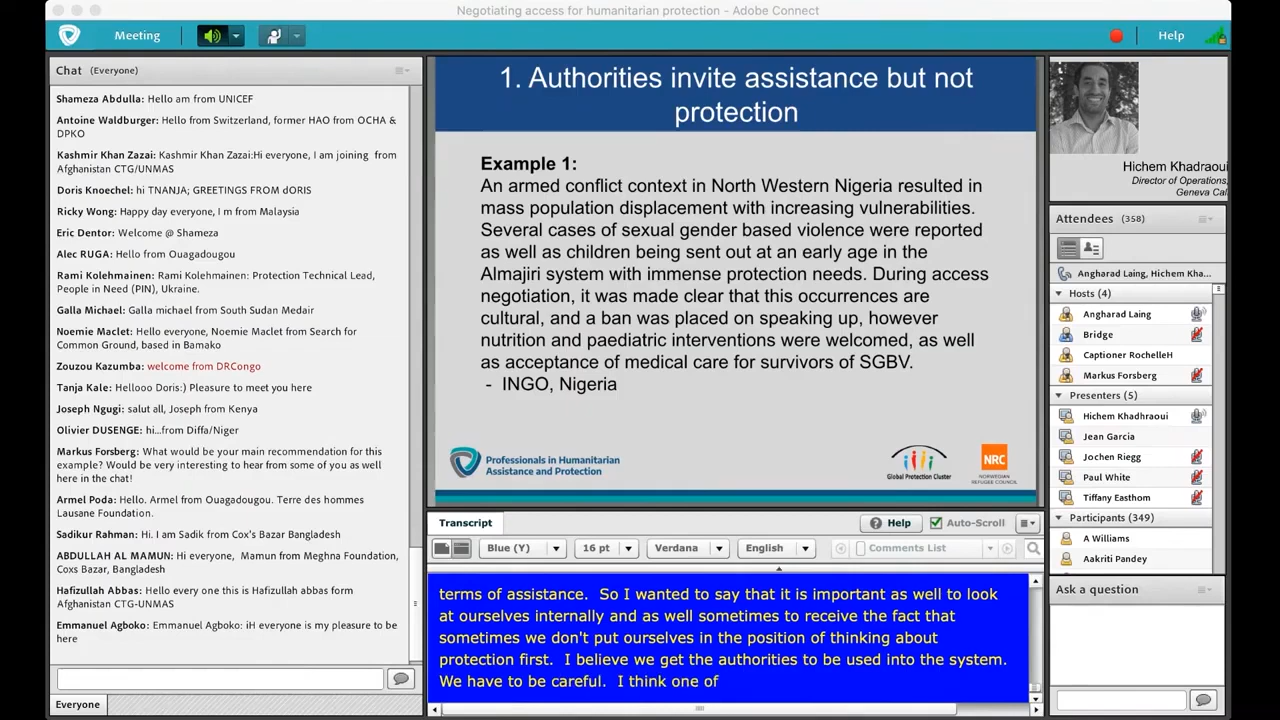 Negotiating access for humanitarian protection - Adobe Connect
Meeting
Help
Chat (Everyone)
Shameza Abdulla: Hello am from UNICEF
Antoine Waldburger: Hello from Switzerland, former HAO from OCHA &
DPKO
Kashmir Khan Zazai: Kashmir Khan Zazai:Hi everyone, I am joining from
Afghanistan CTG/UNMAS
Doris Knoechel: hi TNANJA; GREETINGS FROM dORIS
Ricky Wong: Happy day everyone, I m from Malaysia
Eric Dentor: Welcome @ Shameza
Alec RUGA: Hello from Ouagadougou
Rami Kolehmainen: Rami Kolehmainen: Protection Technical Lead,
People in Need (PIN), Ukraine.
Galla Michael: Galla michael from South Sudan Medair
Noemie Maclet: Hello everyone, Noemie Maclet from Search for
Common Ground, based in Bamako
Zouzou Kazumba: welcome from DRCongo
Tanja Kale: Hellooo Doris:) Pleasure to meet you here
Joseph Ngugi: salut all, Joseph from Kenya
Olivier DUSENGE: hi...from Diffa/Niger
Markus Forsberg: What would be your main recommendation for this
example? Would be very interesting to hear from some of you as well
here in the chat!
Armel Poda: Hello. Armel from Ouagadougou. Terre des hommes
Lausane Foundation.
Sadikur Rahman: Hi. I am Sadik from Cox's Bazar Bangladesh
ABDULLAH AL MAMUN: Hi everyone, Mamun from Meghna Foundation,
Coxs Bazar, Bangladesh
Hafizullah Abbas: Hello every one this is Hafizullah abbas form
Afghanistan CTG-UNMAS
Emmanuel Agboko: Emmanuel Agboko: iH everyone is my pleasure to be
here
Everyone
1. Authorities invite assistance but not
protection
Example 1:
An armed conflict context in North Western Nigeria resulted in
mass population displacement with increasing vulnerabilities.
Several cases of sexual gender based violence were reported
as well as children being sent out at an early age in the
Almajiri system with immense protection needs. During access
negotiation, it was made clear that this occurrences are
cultural, and a ban was placed on speaking up, however
nutrition and paediatric interventions were welcomed, as well
as acceptance of medical care for survivors of SGBV.
- INGO, Nigeria
Professionals in Humanitarian
Assistance and Protection
Global Protection Cluster
NRC
NORWEGIAN
REFUGEE COUNCIL
Transcript
? Help
Auto-Scroll
Blue (Y)
16 pt
Verdana
English
Comments List
terms of assistance. So I wanted to say that it is important as well to look
at ourselves internally and as well sometimes to receive the fact that
sometimes we don't put ourselves in the position of thinking about
protection first. I believe we get the authorities to be used into the system.
We have to be careful. I think one of
Hichem Khadraoui
Director of Operations,
Geneva Cal
Attendees (358)
Angharad Laing, Hichem Kha...
Hosts (4)
Angharad Laing
Bridge
Captioner RochelleH
Markus Forsberg
Presenters (5)
Hichem Khadhraoui
Jean Garcia
Jochen Riegg
Paul White
Tiffany Easthom
Participants (349)
A Williams
Aakriti Pandey
Ask a question